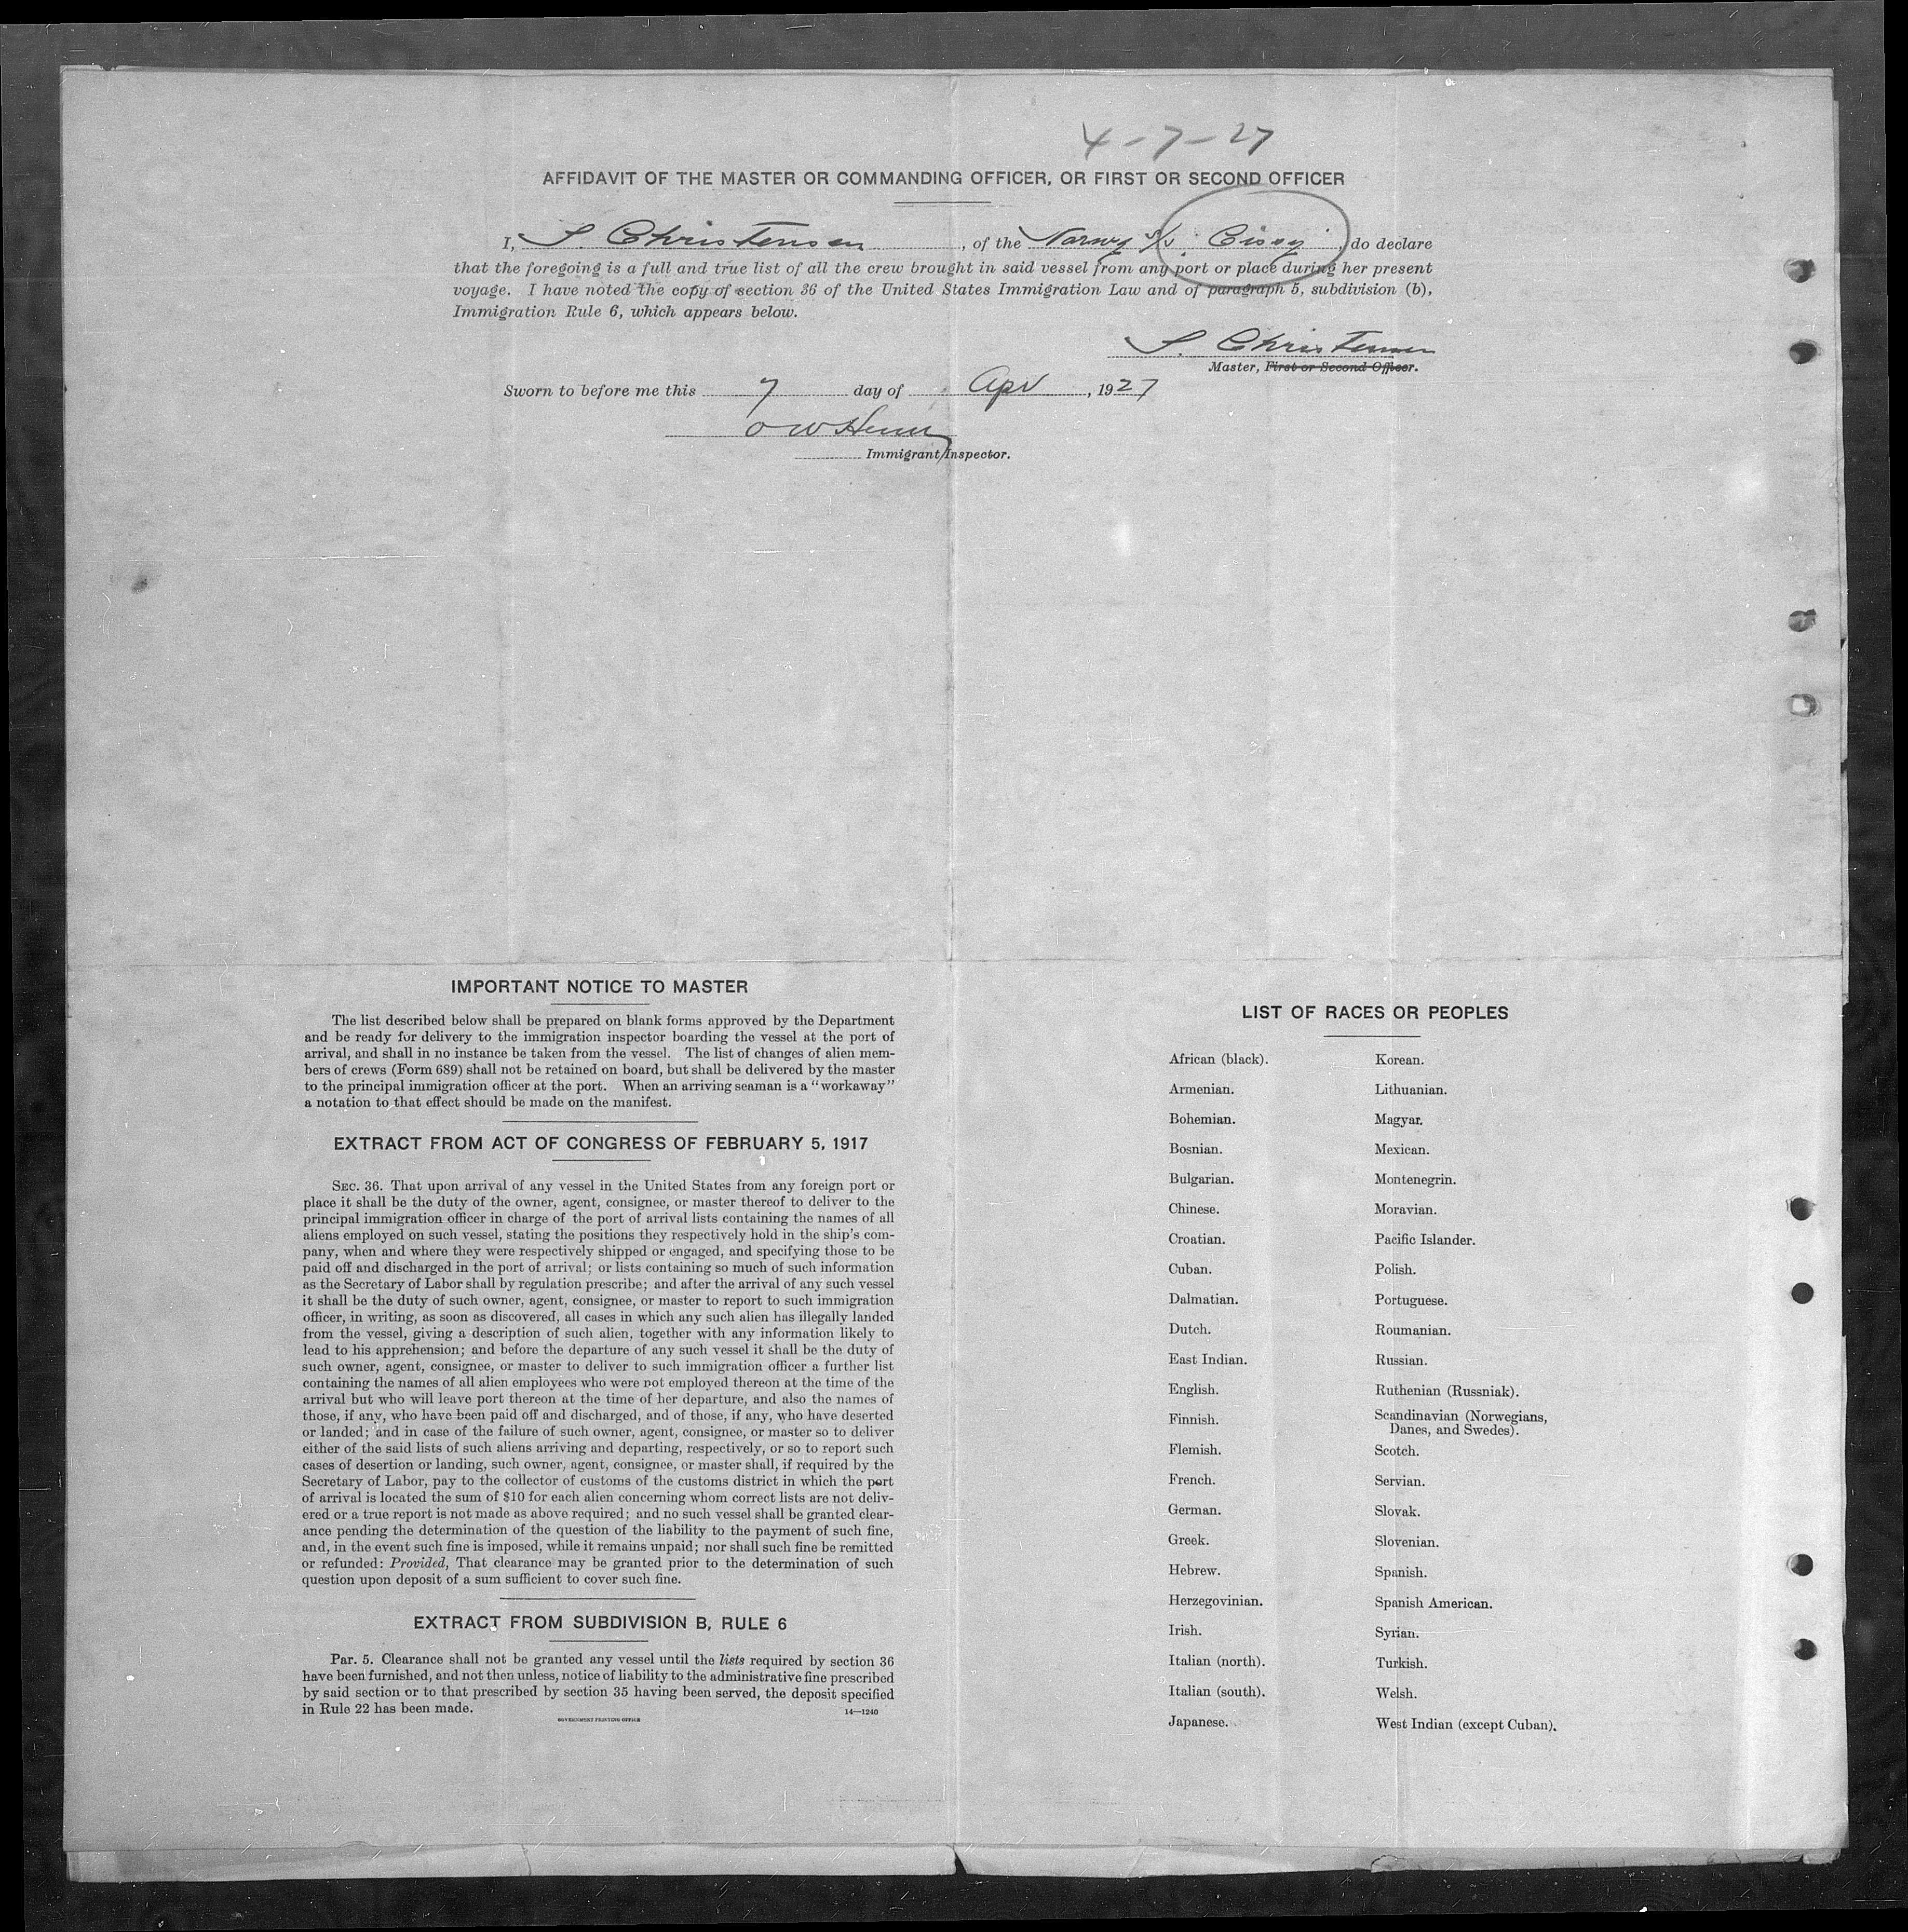 4-7-27
AFFIDAVIT OF THE MASTER OR COMMANDING OFFICER, OR FIRST OR SECOND OFFICER
I, S. Christensen, of the Norweg s/s "Cissy", do declare
that the foregoing is a full and true list of all the crew brought in said vessel from any port or place during her present
voyage. I have noted the copy of section 36 of the United States Immigration Law and of paragraph 5, subdivision (b),
Immigration Rule 6, which appears below.
S. Christensen
Master, First or Second Officer.
Sworn to before me this 7 day of Apr, 1927
O W
Immigrant Inspector.
IMPORTANT NOTICE TO MASTER
The list described below shall be prepared on blank forms approved by the Department
and be ready for delivery to the immigration inspector boarding the vessel at the port of
arrival, and shall in no instance be taken from the vessel. The list of changes of alien mem-
bers of crews (Form 689) shall not be retained on board, but shall be delivered by the master
to the principal immigration officer at the port. When an arriving seaman is a "workaway"
a notation to that effect should be made on the manifest.
EXTRACT FROM ACT OF CONGRESS OF FEBRUARY 5, 1917
SEC. 36. That upon arrival of any vessel in the United States from any foreign port or
place it shall be the duty of the owner, agent, consignee, or master thereof to deliver to the
principal immigration officer in charge of the port of arrival lists containing the names of all
aliens employed on such vessel, stating the positions they respectively hold in the ship's com-
pany, when and where they were respectively shipped or engaged, and specifying those to be
paid off and discharged in the port of arrival; or lists containing so much of such information
as the Secretary of Labor shall by regulation prescribe; and after the arrival of any such vessel
it shall be the duty of such owner, agent, consignee, or master to report to such immigration
officer, in writing, as soon as discovered, all cases in which any such alien has illegally landed
from the vessel, giving a description of such alien, together with any information likely to
lead to his apprehension; and before the departure of any such vessel it shall be the duty of
such owner, agent, consignee, or master to deliver to such immigration officer a further list
containing the names of all alien employees who were not employed thereon at the time of the
arrival but who will leave port thereon at the time of her departure, and also the names of
those, if any, who have been paid off and discharged, and of those, if any, who have deserted
or landed; and in case of the failure of such owner, agent, consignee, or master so to deliver
either of the said lists of such aliens arriving and departing, respectively, or so to report such
cases of desertion or landing, such owner, agent, consignee, or master shall, if required by the
Secretary of Labor, pay to the collector of customs of the customs district in which the port
of arrival is located the sum of $10 for each alien concerning whom correct lists are not deliv-
ered or a true report is not made as above required; and no such vessel shall be granted clear-
ance pending the determination of the question of the liability to the payment of such fine,
and, in the event such fine is imposed, while it remains unpaid; nor shall such fine be remitted
or refunded: Provided, That clearance may be granted prior to the determination of such
question upon deposit of a sum sufficient to cover such fine.
EXTRACT FROM SUBDIVISION B, RULE 6
Par. 5. Clearance shall not be granted any vessel until the lists required by section 36
have been furnished, and not then unless, notice of liability to the administrative fine prescribed
by said section or to that prescribed by section 35 having been served, the deposit specified
in Rule 22 has been made.
14—1240
GOVERNMENT PRINTING OFFICE
LIST OF RACES OR PEOPLES
African (black).
Armenian.
Bohemian.
Bosnian.
Bulgarian.
Chinese.
Croatian.
Cuban.
Dalmatian.
Dutch.
East Indian.
English.
Finnish.
Flemish.
French.
German.
Greek.
Hebrew.
Herzegovinian.
Irish.
Italian (north).
Italian (south).
Japanese.
Korean.
Lithuanian.
Magyar.
Mexican.
Montenegrin.
Moravian.
Pacific Islander.
Polish.
Portuguese.
Roumanian.
Russian.
Ruthenian (Russniak).
Scandinavian (Norwegians,
Danes, and Swedes).
Scotch.
Servian.
Slovak.
Slovenian.
Spanish.
Spanish American.
Syrian.
Turkish.
Welsh.
West Indian (except Cuban).